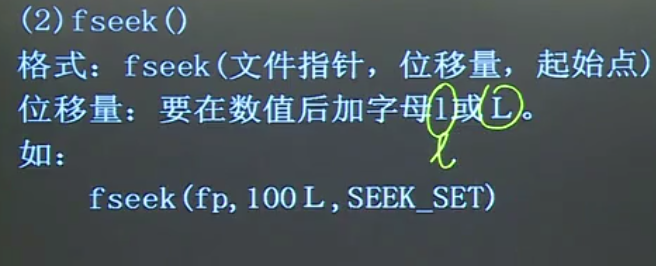 (2)fseek()
格式：fseek(文件指针，位移量，起始点)
位移量：要在数值后加字母l或L。
l
如：
fseek(fp,100L,SEEK_SET)